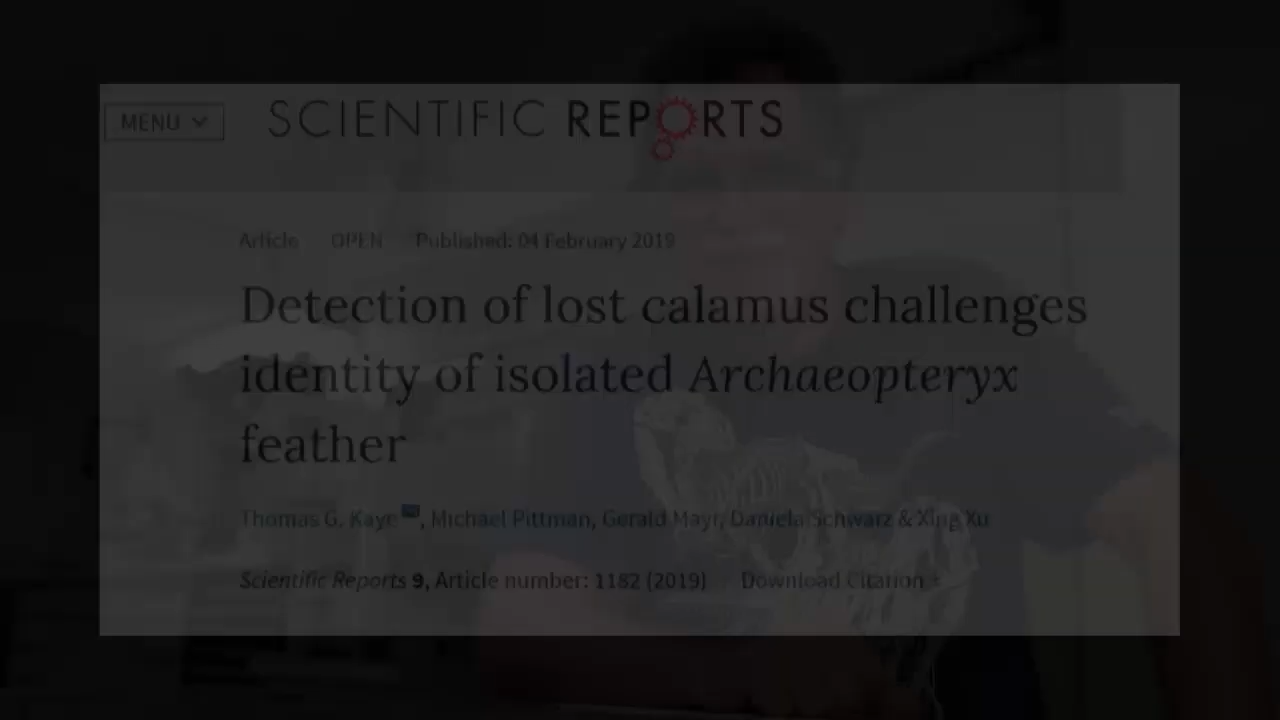 MENU
SCIENTIFIC REPORTS
Article OPEN Published: 04 February 2019
Detection of lost calamus challenges
identity of isolated Archaeopteryx
feather
Thomas G. Kaye, Michael Pittman, Gerald Mayr, Daniela Schwarz & Xing Xu
Scientific Reports 9, Article number: 1182 (2019) Download Citation